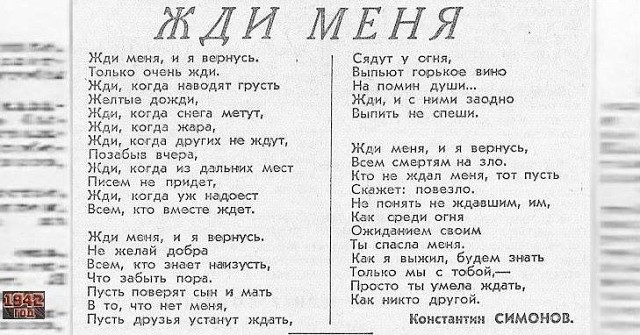 ЖДИ МЕНЯ
Жди меня, и я вернусь.
Только очень жди.
Жди, когда наводят грусть
Желтые дожди,
Жди, когда снега метут,
Жди, когда жара,
Жди, когда других не ждут,
Позабыв вчера,
Жди, когда из дальних мест
Писем не придет,
Жди, когда уж надоест
Всем, кто вместе ждет.
Жди меня, и я вернусь.
Не желай добра
Всем, кто знает наизусть,
Что забыть пора.
Пусть поверят сын и мать
В то, что нет меня,
Пусть друзья устанут ждать,
Сядут у огня,
Выпьют горькое вино
На помин души...
Жди, и с ними заодно
Выпить не спеши.
Жди меня, и я вернусь,
Всем смертям на зло.
Кто не ждал меня, тот пусть
Скажет: повезло.
Не понять не ждавшим, им,
Как среди огня
Ожиданием своим
Ты спасла меня.
Как я выжил, будем знать
Только мы с тобой,—
Просто ты умела ждать,
Как никто другой.
Константин СИМОНОВ.
1942
ГОД